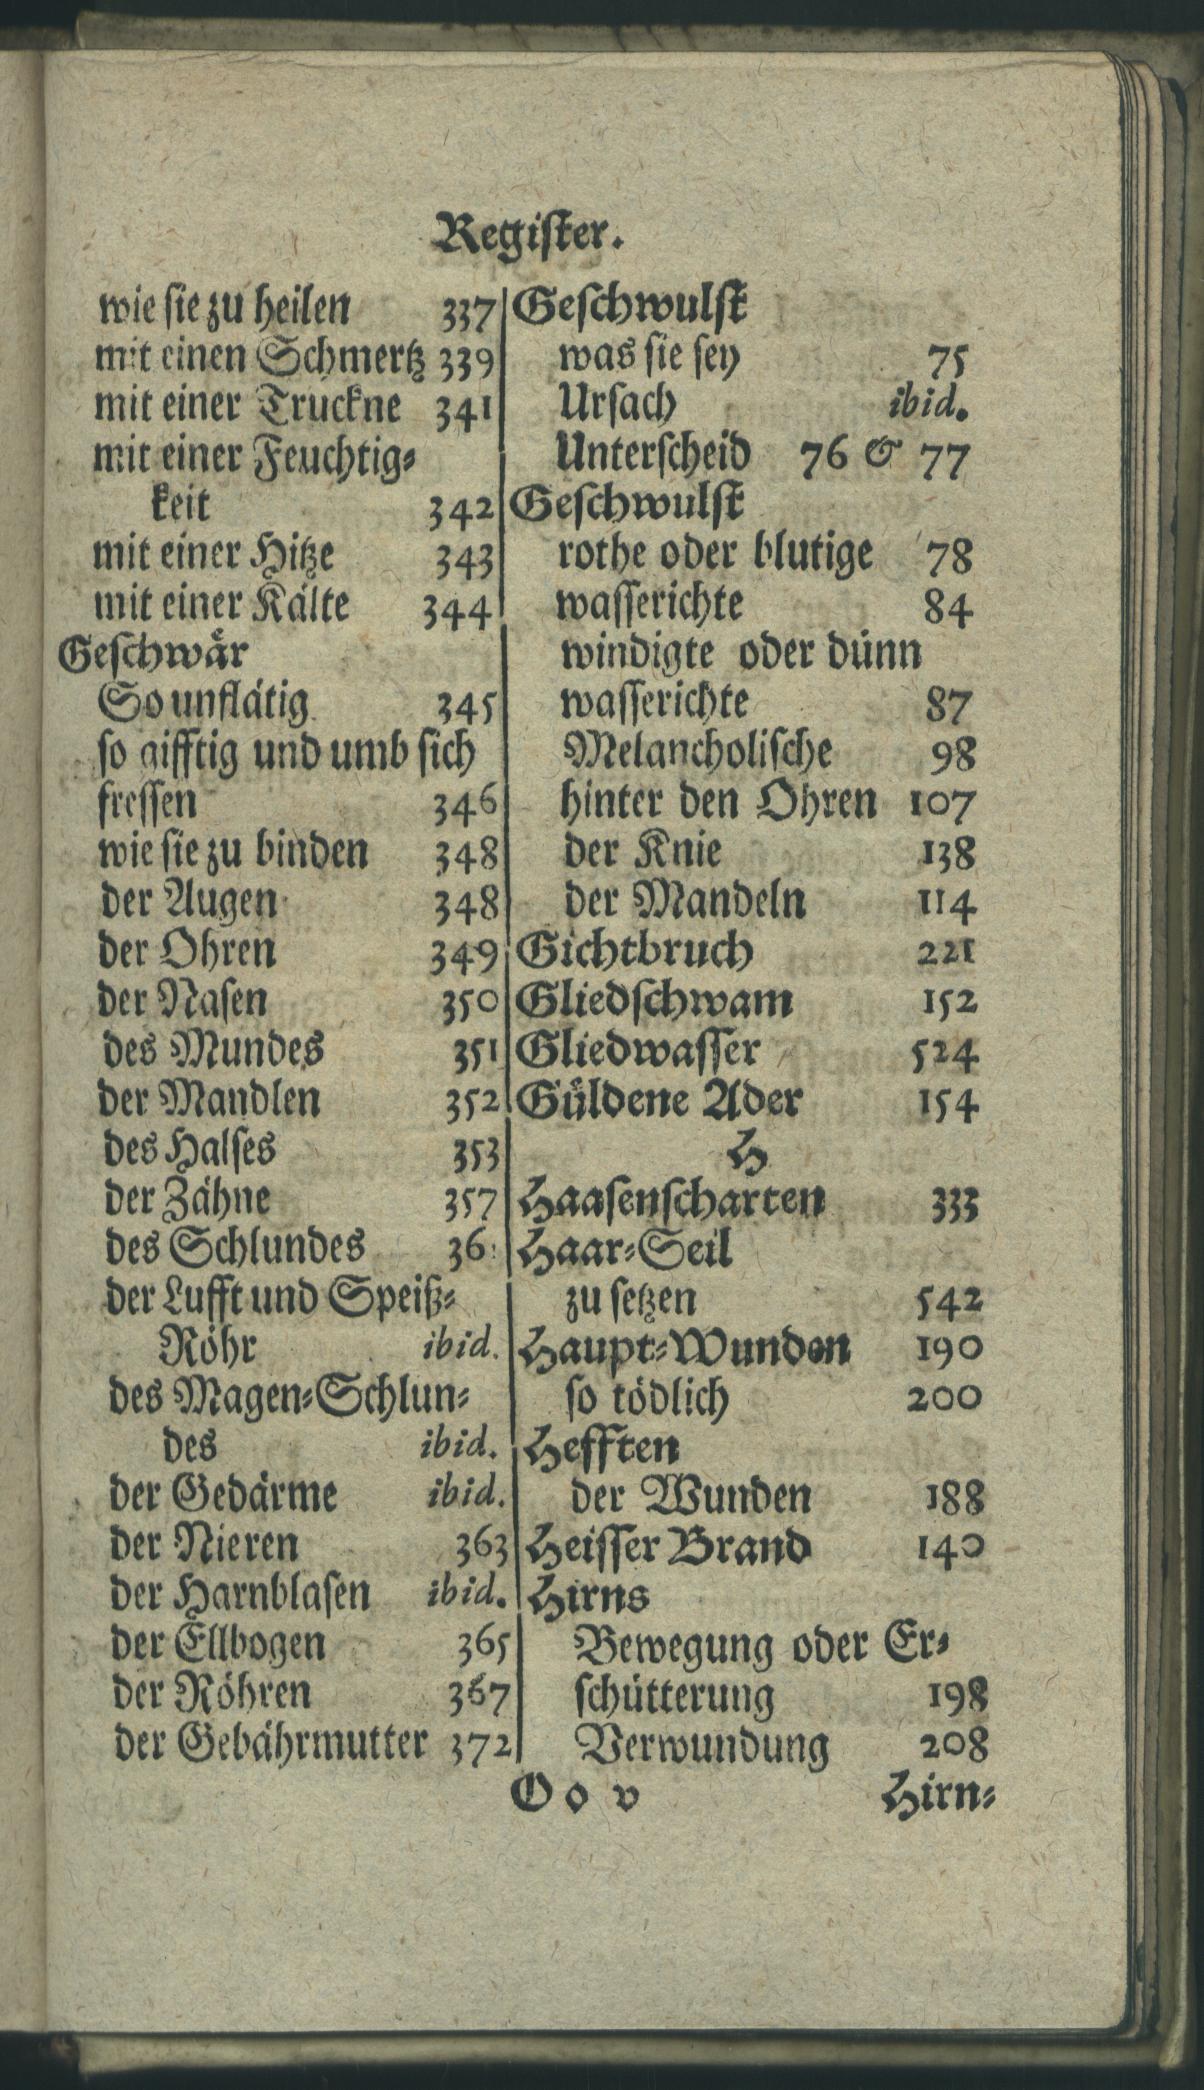 Register.
wie sie zu heilen 337
mit einen Schmertz 339
mit einer Truckne 341
mit einer Feuchtig⸗
keit 342
mit einer Hitze 343
mit einer Kälte 344
Geschwär
So unflätig 345
so gifftig und umb sich
fressen 346
wie sie zu binden 348
der Augen 348
der Ohren 349
der Nasen 350
des Mundes 351
der Mandlen 352
des Halses 353
der Zähne 357
des Schlundes
der Lufft und Speiß⸗
Röhr ibid.
des Magen⸗Schlun⸗
des ibid.
der Gedärme ibid.
der Nieren 363
der Harnblasen ibid.
der Ellbogen 365
der Röhren 367
der Gebährmutter 372
Geschwulst
was sie sey 75
Ursach ibid.
Unterscheid 76 & 77
Geschwulst
rothe oder blutige 78
wasserichte 84
windigte oder dünn
wasserichte 87
Melancholische 98
hinter den Ohren 107
der Knie 138
der Mandeln 114
Gichtbruch 221
Gliedschwam 152
Gliedwasser 524
Güldene Ader 154
H
Haasenscharten 333
Haar⸗Seil
zu setzen 542
Haupt⸗Wunden 190
so tödlich 200
Hefften
der Wunden 188
Heisser Brand 140
Hirns
Bewegung oder Er⸗
schütterung 198
Verwundung 208
O o v Hirn⸗